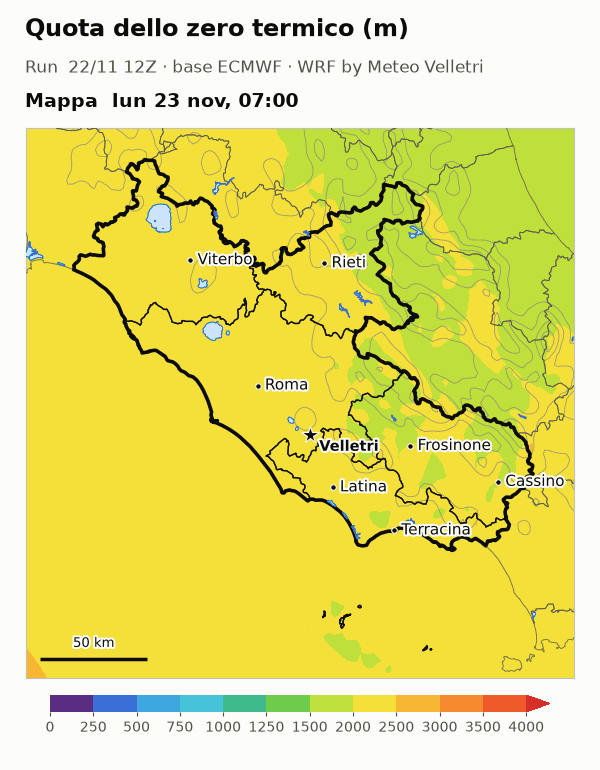 Quota dello zero termico (m)
Run 22/11 12Z · base ECMWF · WRF by Meteo Velletri
Mappa lun 23 nov, 07:00
Viterbo
Rieti
Roma
Velletri
Frosinone
Latina
Cassino
Terracina
50 km
0 250 500 750 1000 1250 1500 2000 2500 3000 3500 4000